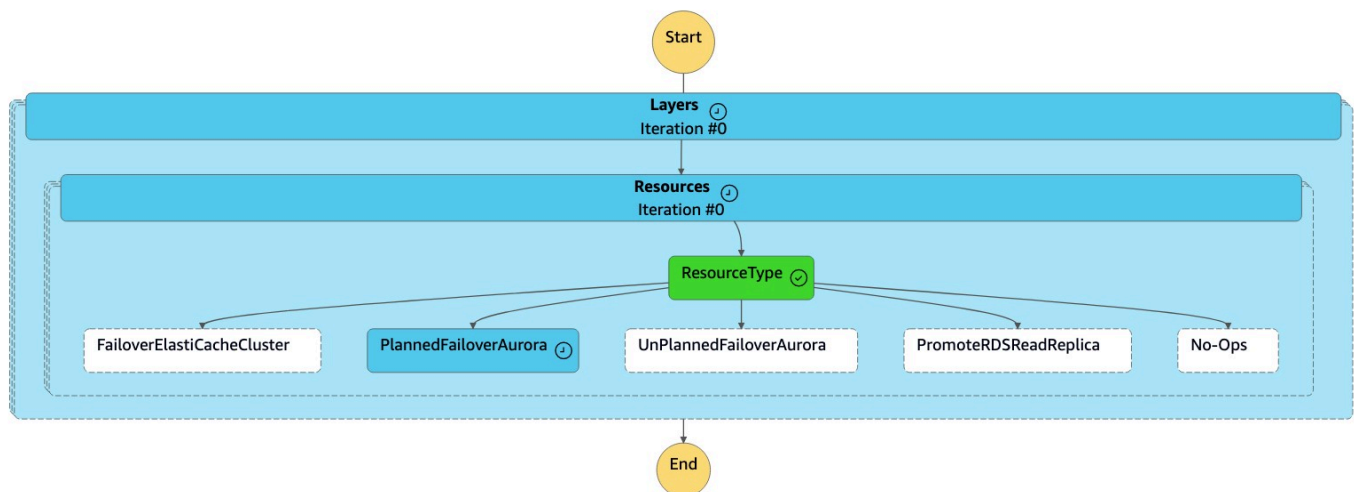 Start
Layers
Iteration #0
Resources
Iteration #0
ResourceType
FailoverElastiCacheCluster
PlannedFailoverAurora
UnPlannedFailoverAurora
PromoteRDSReadReplica
No-Ops
End